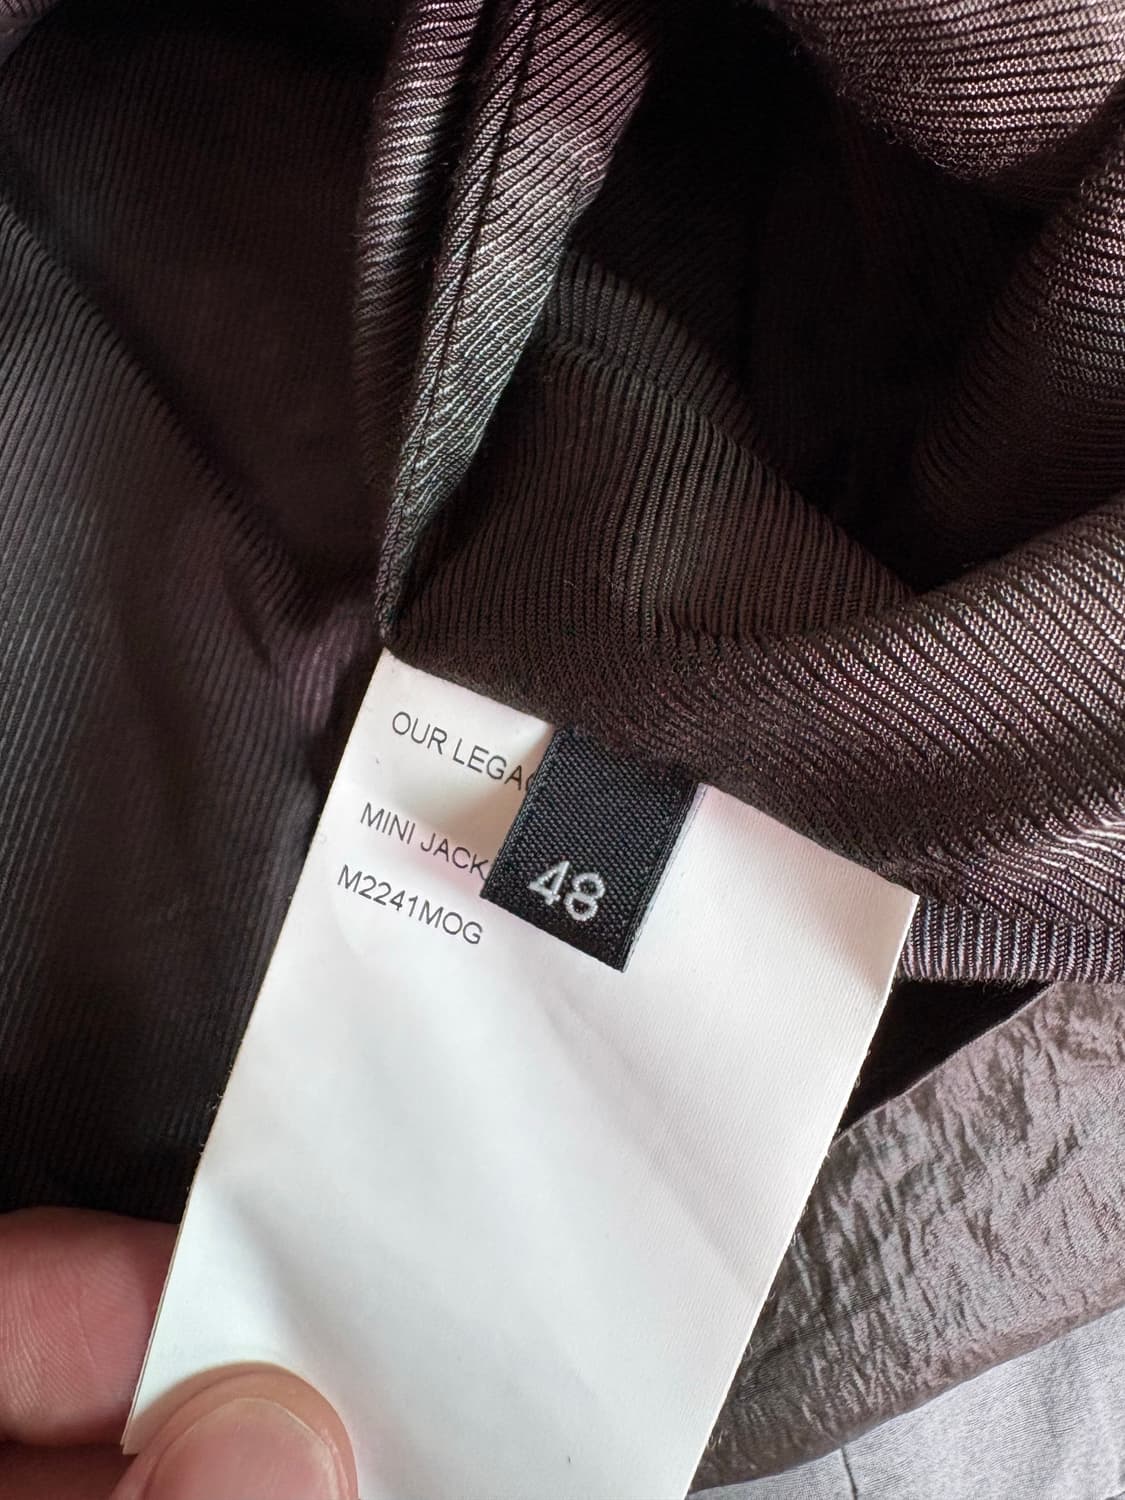 OUR LEGA
MINI JACK
M2241MOG
48